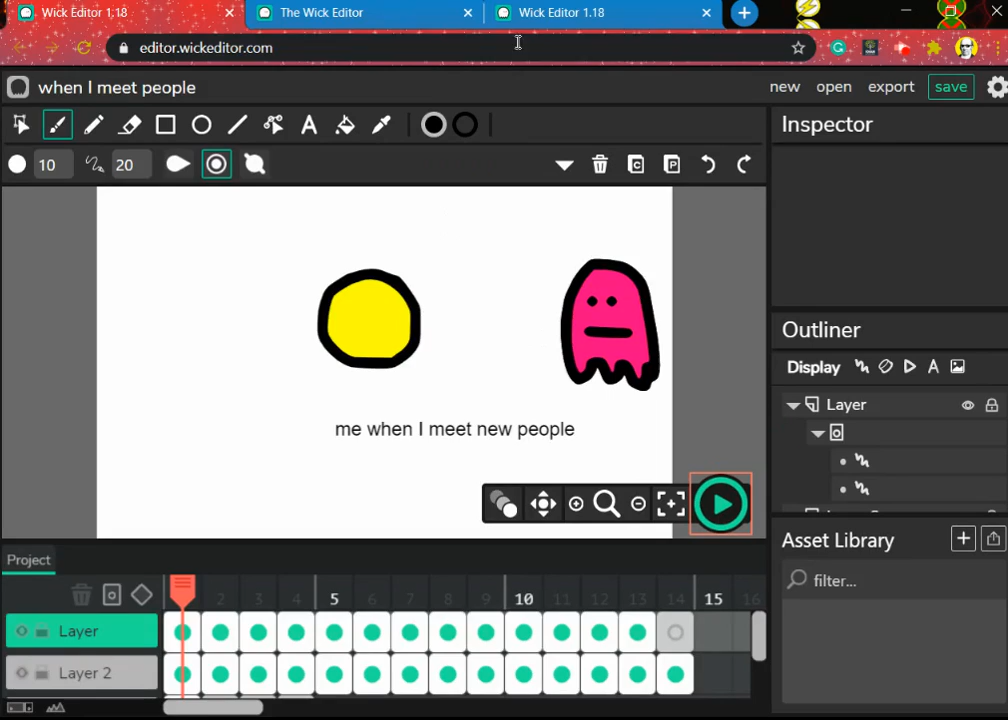 Wick Editor 1.18
The Wick Editor
Wick Editor 1.18
editor.wickeditor.com
when I meet people
new open export save
Inspector
10
20
me when I meet new people
Outliner
Display
Layer
Asset Library
filter...
Project
2 3 4 5 6 7 8 9 10 11 12 13 14 15 16
Layer
Layer 2